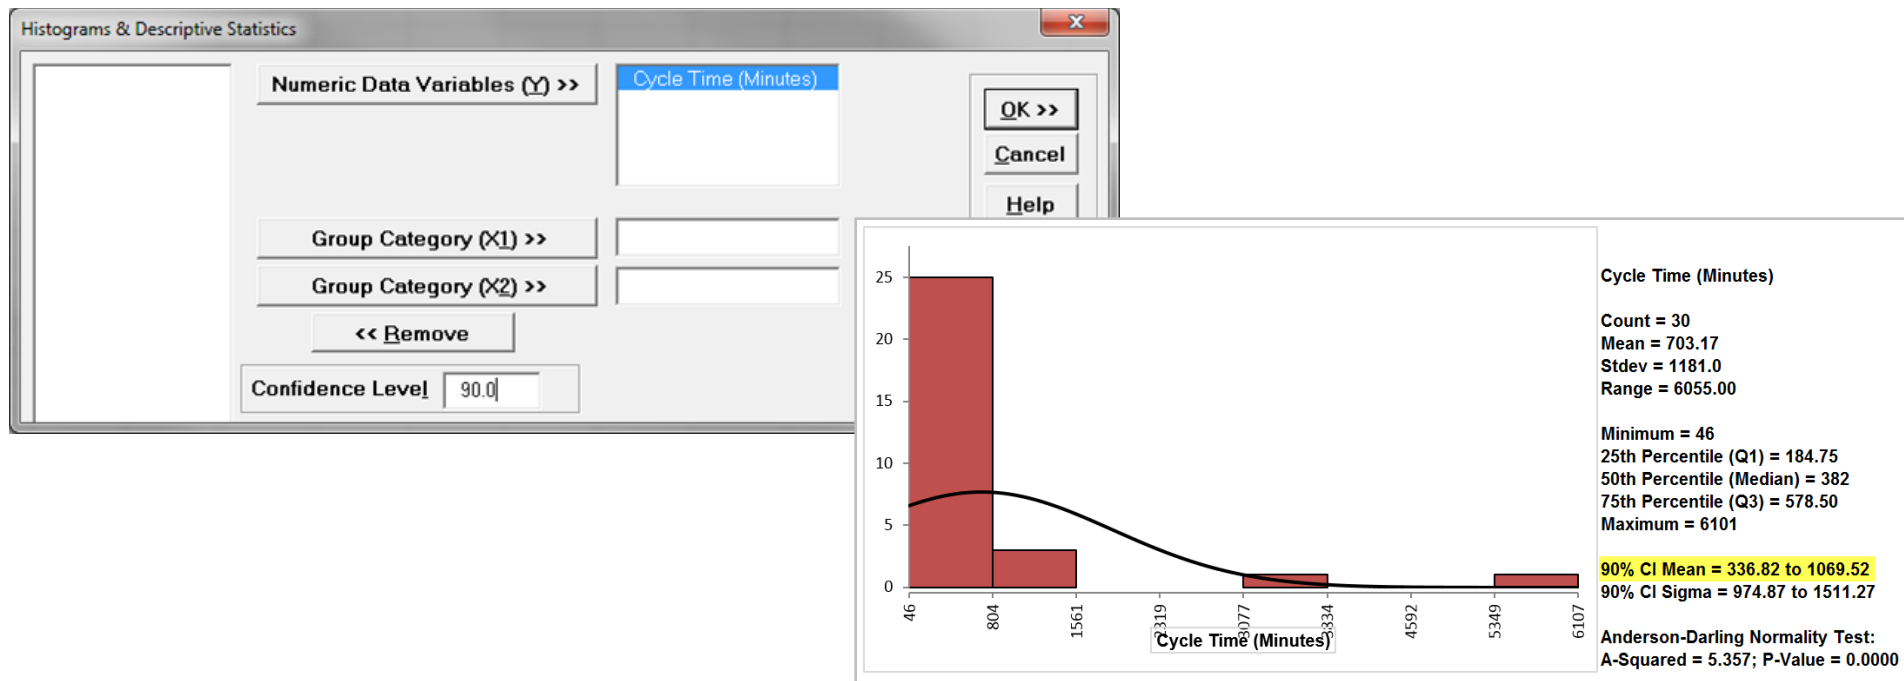 Histograms & Descriptive Statistics
Numeric Data Variables (Y) >>
Cycle Time (Minutes)
OK >>
Cancel
Help
Group Category (X1) >>
Group Category (X2) >>
<< Remove
Confidence Level
90.0
25
20
15
10
5
0
46
804
1561
2319
3077
3834
4592
5349
6107
Cycle Time (Minutes)
Cycle Time (Minutes)
Count = 30
Mean = 703.17
Stdev = 1181.0
Range = 6055.00
Minimum = 46
25th Percentile (Q1) = 184.75
50th Percentile (Median) = 382
75th Percentile (Q3) = 578.50
Maximum = 6101
90% CI Mean = 336.82 to 1069.52
90% CI Sigma = 974.87 to 1511.27
Anderson-Darling Normality Test:
A-Squared = 5.357; P-Value = 0.0000